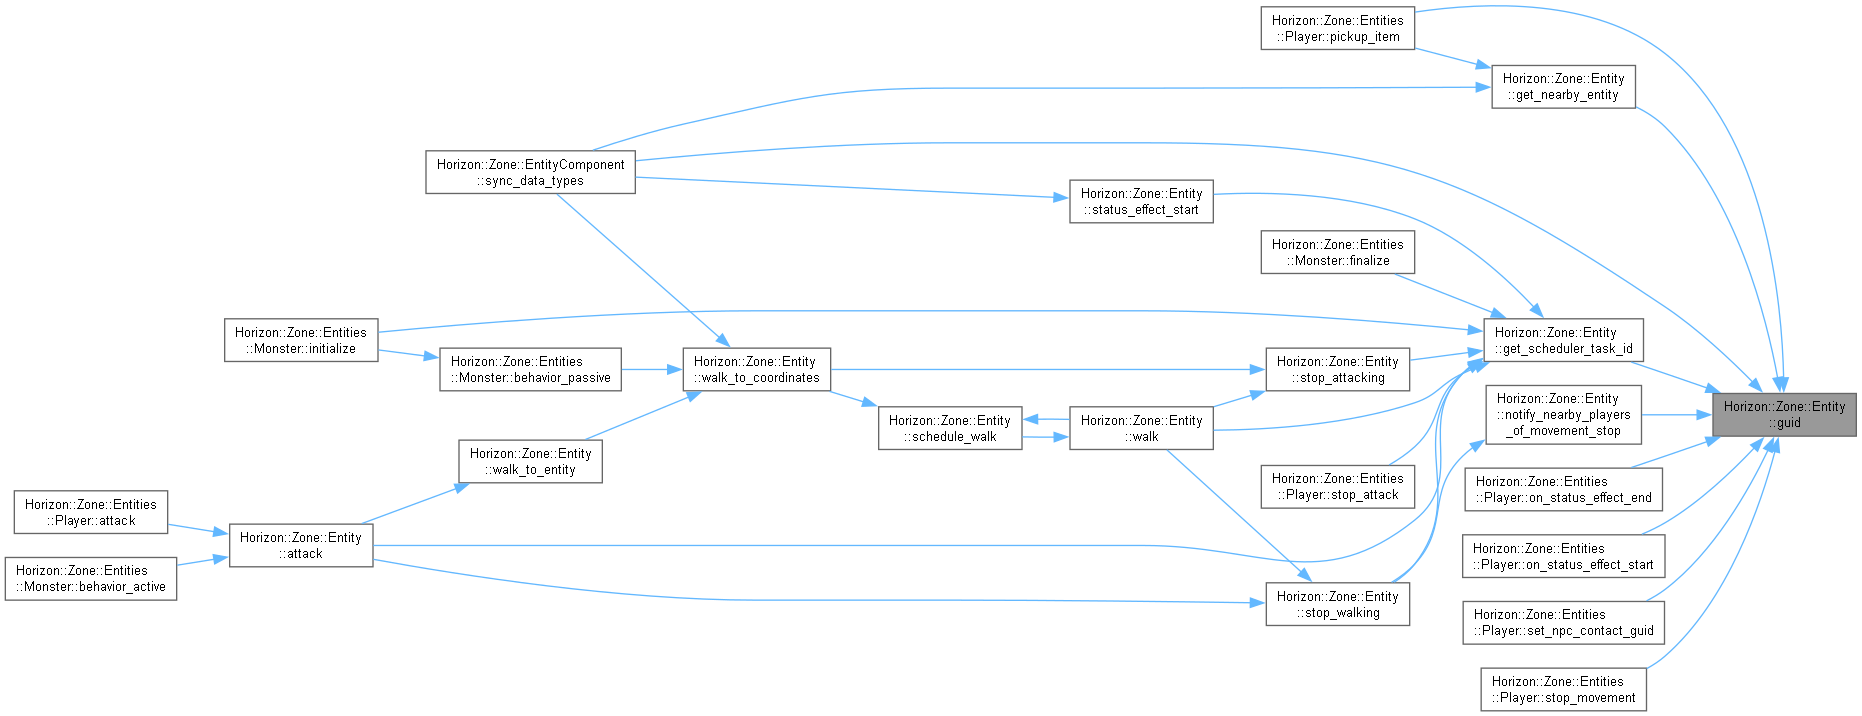 Horizon::Zone::Entities
::Player::pickup_item
Horizon::Zone::Entity
::get_nearby_entity
Horizon::Zone::EntityComponent
::sync_data_types
Horizon::Zone::Entity
::status_effect_start
Horizon::Zone::Entities
::Monster::finalize
Horizon::Zone::Entities
::Monster::initialize
Horizon::Zone::Entity
::get_scheduler_task_id
Horizon::Zone::Entities
::Monster::behavior_passive
Horizon::Zone::Entity
::walk_to_coordinates
Horizon::Zone::Entity
::stop_attacking
Horizon::Zone::Entity
::notify_nearby_players
_of_movement_stop
Horizon::Zone::Entity
::guid
Horizon::Zone::Entity
::schedule_walk
Horizon::Zone::Entity
::walk
Horizon::Zone::Entity
::walk_to_entity
Horizon::Zone::Entities
::Player::stop_attack
Horizon::Zone::Entities
::Player::on_status_effect_end
Horizon::Zone::Entities
::Player::attack
Horizon::Zone::Entity
::attack
Horizon::Zone::Entities
::Player::on_status_effect_start
Horizon::Zone::Entities
::Monster::behavior_active
Horizon::Zone::Entity
::stop_walking
Horizon::Zone::Entities
::Player::set_npc_contact_guid
Horizon::Zone::Entities
::Player::stop_movement